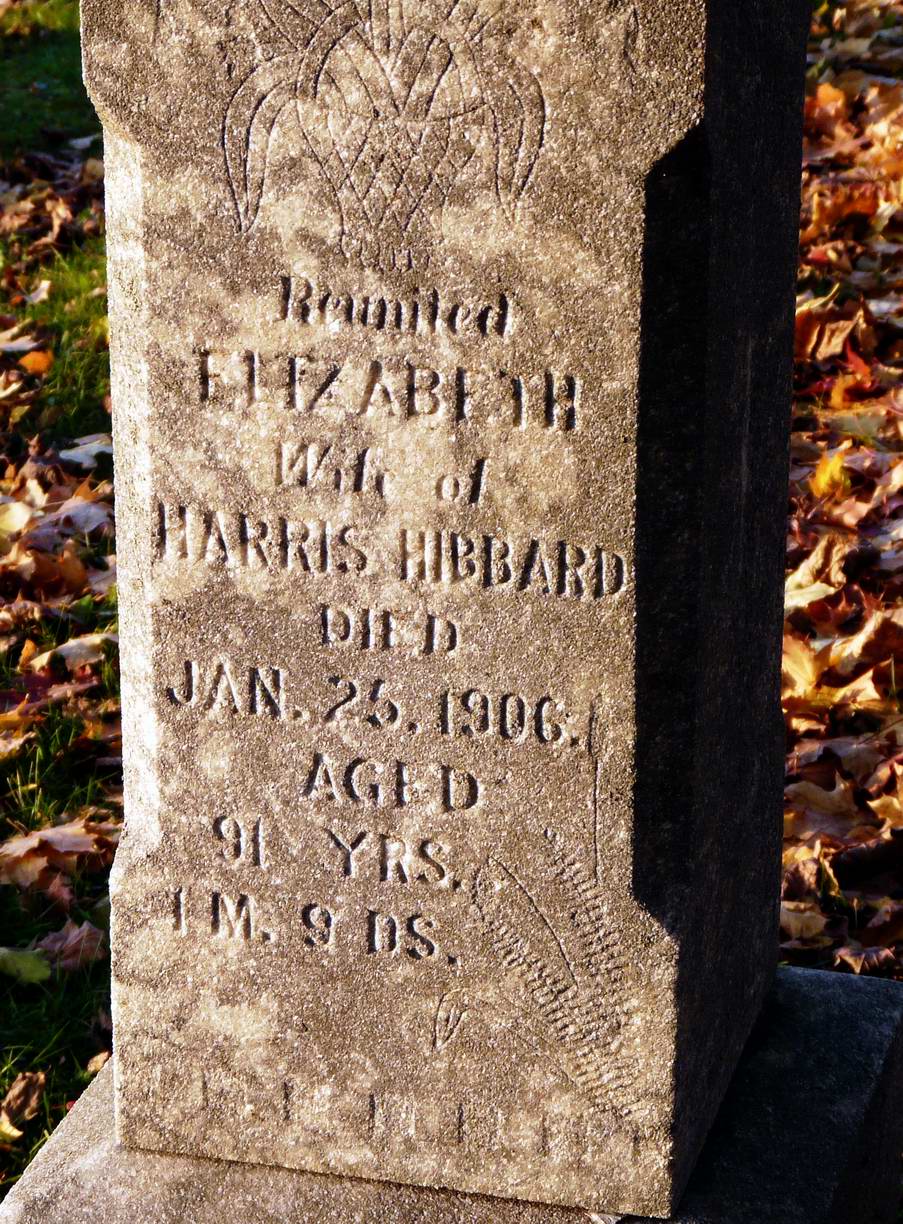 Reunited
ELIZABETH
Wife of
HARRIS HIBBARD
DIED
JAN. 25. 1906.
AGED
91 YRS.
1 M. 9 DS.